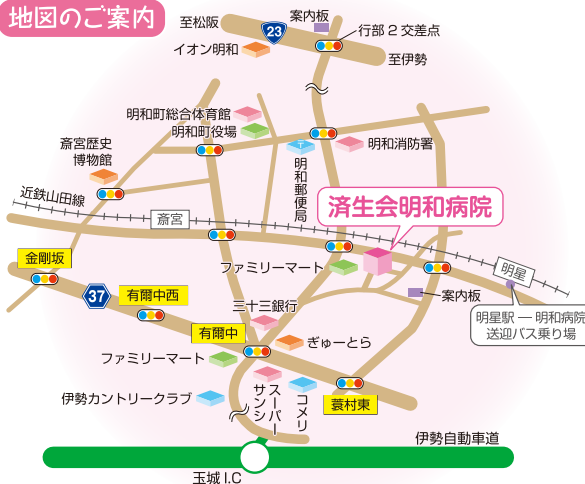 地図のご案内
至松阪
案内板
行部2交差点
23
イオン明和
至伊勢
明和町総合体育館
明和町役場
明和消防署
斎宮歴史
博物館
明和郵便局
近鉄山田線
斎宮
済生会明和病院
金剛坂
ファミリーマート
明星
37
有爾中西
案内板
三十三銀行
明星駅 ― 明和病院
送迎バス乗り場
有爾中
ぎゅーとら
ファミリーマート
伊勢カントリークラブ
スーパー
サンシ
コメリ
蓑村東
伊勢自動車道
玉城I.C